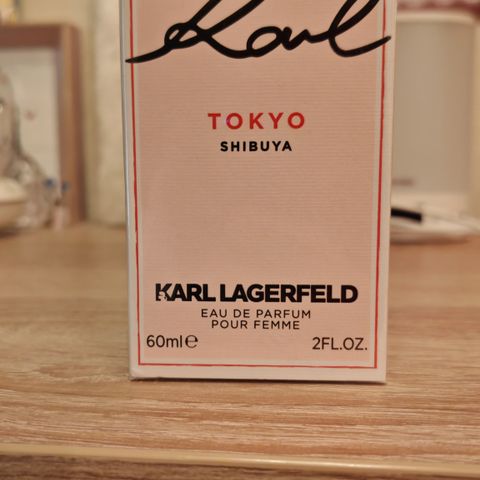 Karl
TOKYO
SHIBUYA
KARL LAGERFELD
EAU DE PARFUM
POUR FEMME
60ml℮ 2FL.OZ.